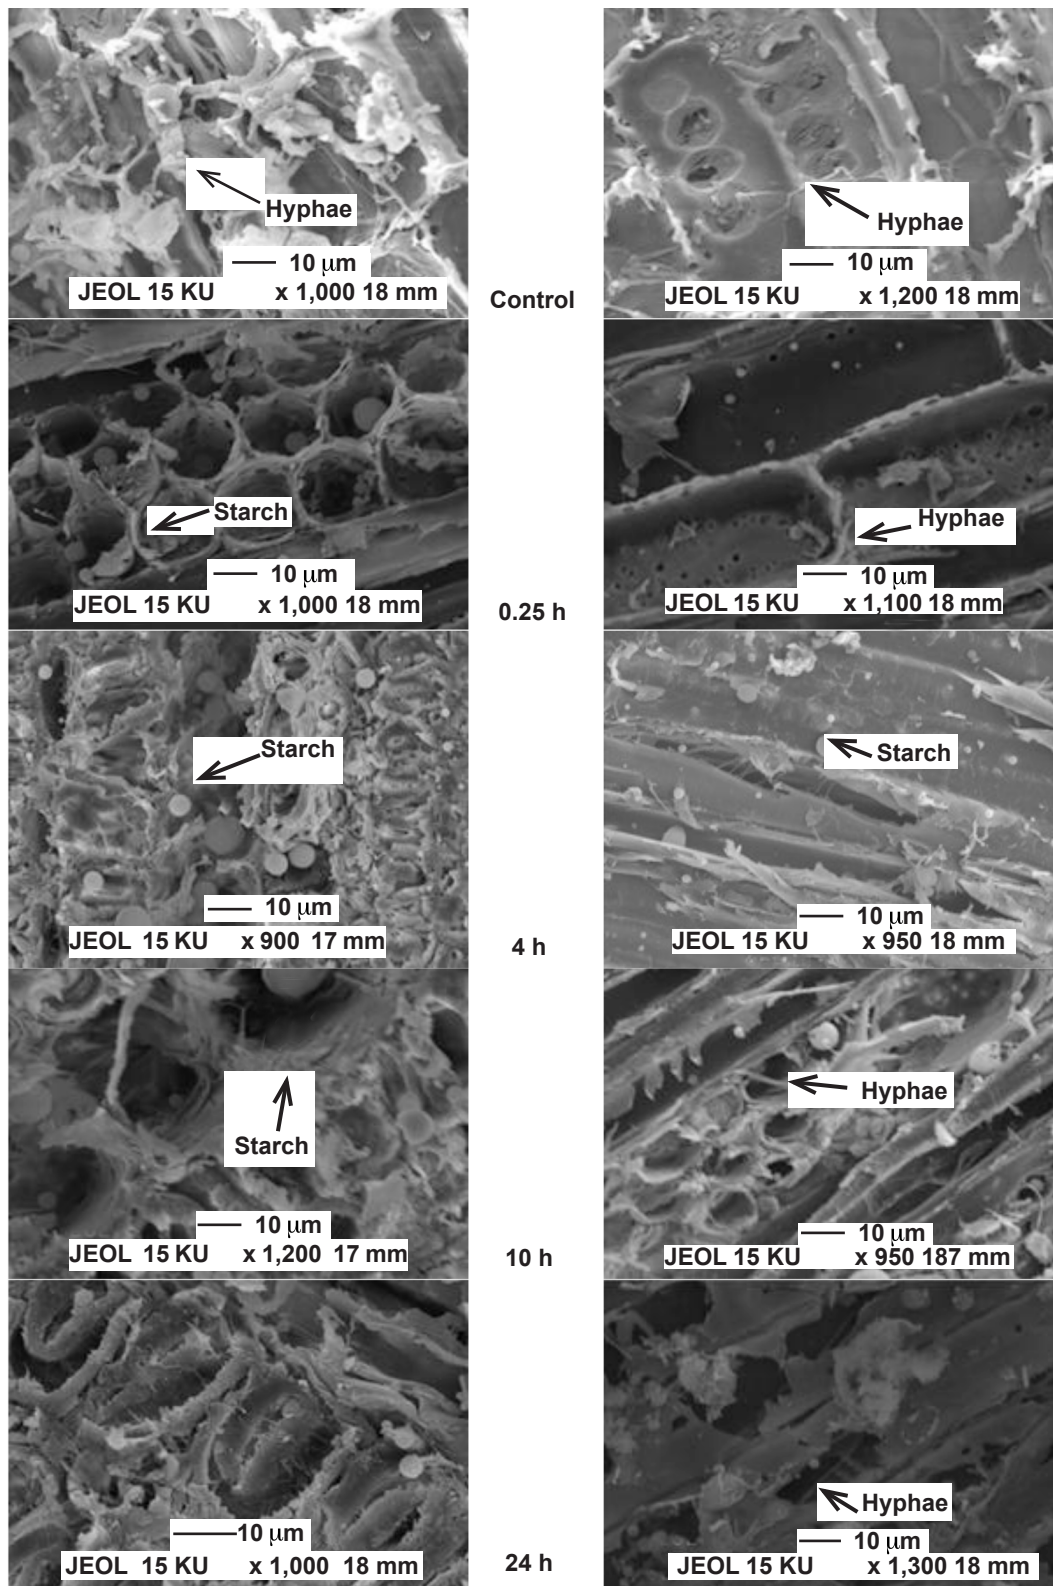 Hyphae
10 μm
JEOL 15 KU x 1,000 18 mm
Control
Hyphae
10 μm
JEOL 15 KU x 1,200 18 mm
Starch
10 μm
JEOL 15 KU x 1,000 18 mm
0.25 h
Hyphae
10 μm
JEOL 15 KU x 1,100 18 mm
Starch
10 μm
JEOL 15 KU x 900 17 mm
4 h
Starch
10 μm
JEOL 15 KU x 950 18 mm
Starch
10 μm
JEOL 15 KU x 1,200 17 mm
10 h
Hyphae
10 μm
JEOL 15 KU x 950 187 mm
10 μm
JEOL 15 KU x 1,000 18 mm
24 h
Hyphae
10 μm
JEOL 15 KU x 1,300 18 mm